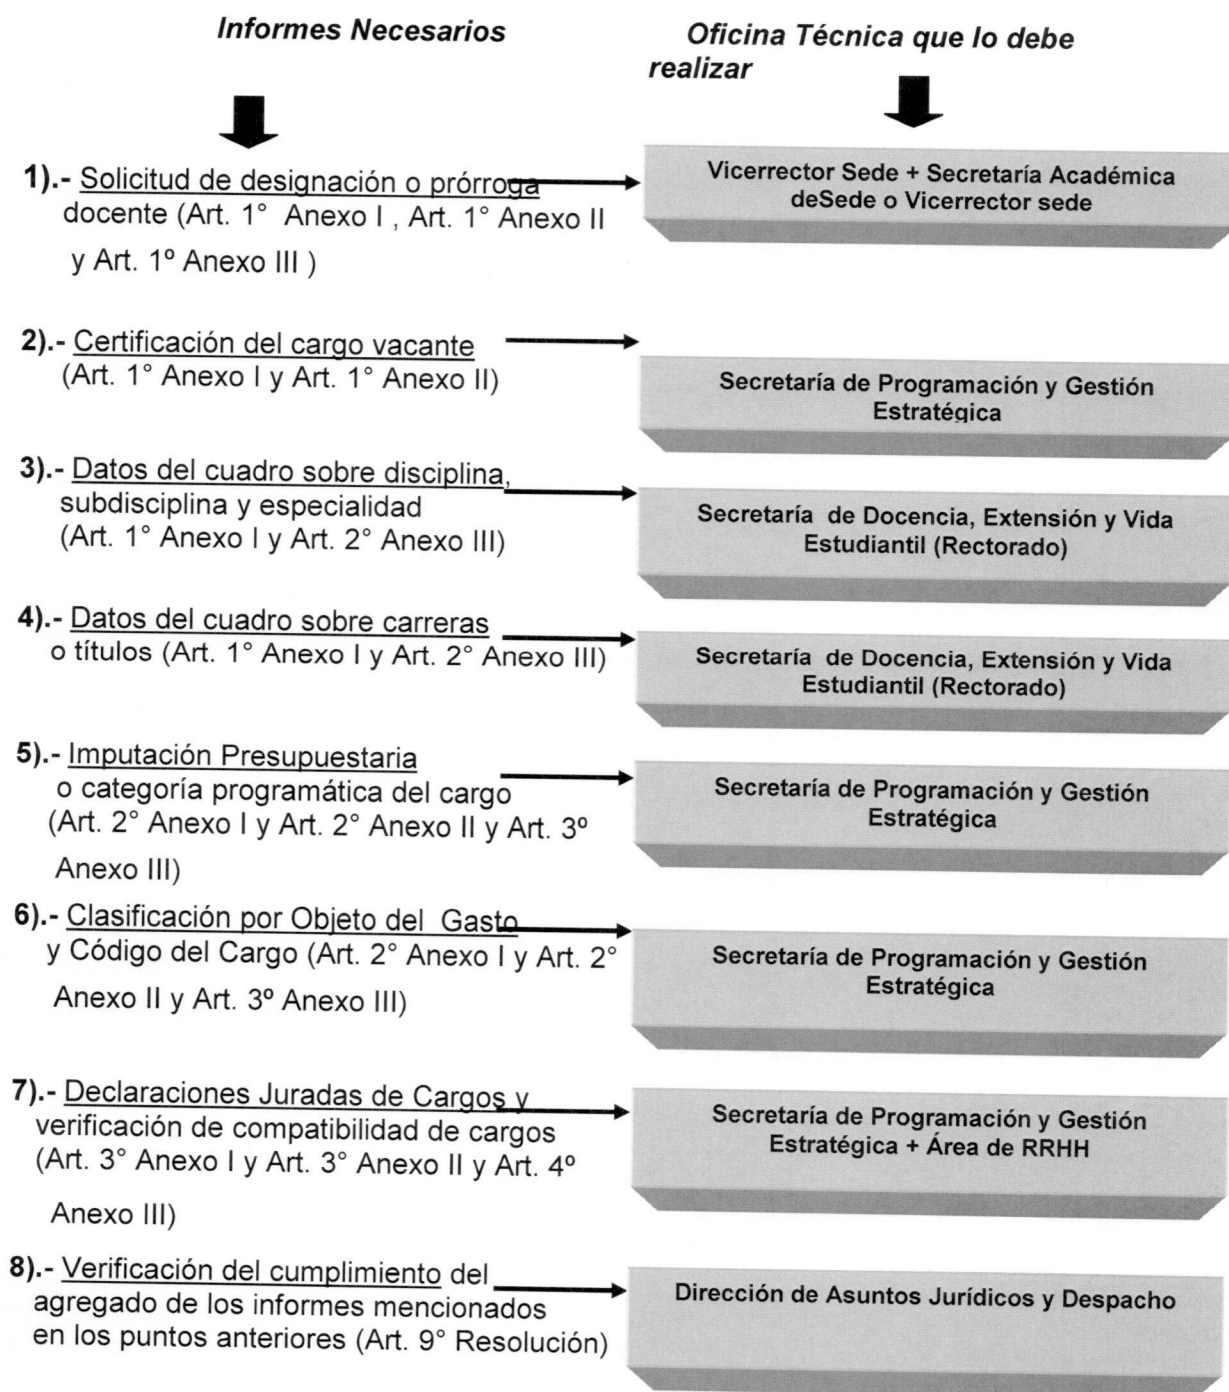 Informes Necesarios
Oficina Técnica que lo debe
realizar
1).- Solicitud de designación o prórroga
docente (Art. 1° Anexo I , Art. 1° Anexo II
y Art. 1º Anexo III )
Vicerrector Sede + Secretaría Académica
deSede o Vicerrector sede
2).- Certificación del cargo vacante
(Art. 1° Anexo I y Art. 1° Anexo II)
Secretaría de Programación y Gestión
Estratégica
3).- Datos del cuadro sobre disciplina,
subdisciplina y especialidad
(Art. 1° Anexo I y Art. 2° Anexo III)
Secretaría de Docencia, Extensión y Vida
Estudiantil (Rectorado)
4).- Datos del cuadro sobre carreras
o títulos (Art. 1° Anexo I y Art. 2° Anexo III)
Secretaría de Docencia, Extensión y Vida
Estudiantil (Rectorado)
5).- Imputación Presupuestaria
o categoría programática del cargo
(Art. 2° Anexo I y Art. 2° Anexo II y Art. 3º
Anexo III)
Secretaría de Programación y Gestión
Estratégica
6).- Clasificación por Objeto del Gasto
y Código del Cargo (Art. 2° Anexo I y Art. 2°
Anexo II y Art. 3º Anexo III)
Secretaría de Programación y Gestión
Estratégica
7).- Declaraciones Juradas de Cargos y
verificación de compatibilidad de cargos
(Art. 3° Anexo I y Art. 3° Anexo II y Art. 4º
Anexo III)
Secretaría de Programación y Gestión
Estratégica + Área de RRHH
8).- Verificación del cumplimiento del
agregado de los informes mencionados
en los puntos anteriores (Art. 9° Resolución)
Dirección de Asuntos Jurídicos y Despacho